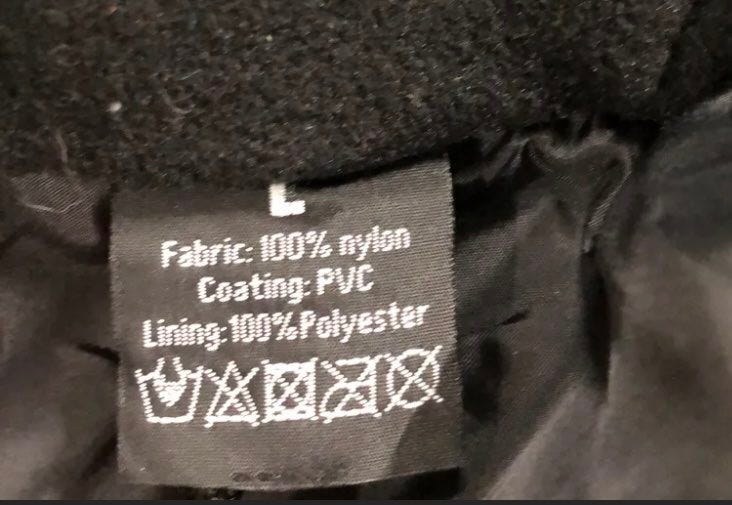 L
Fabric: 100% nylon
Coating: PVC
Lining: 100% Polyester